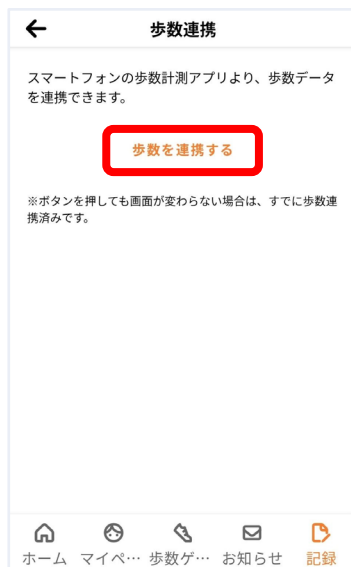 歩数連携
スマートフォンの歩数計測アプリより、歩数データ
を連携できます。
歩数を連携する
※ボタンを押しても画面が変わらない場合は、すでに歩数連
携済みです。
ホーム マイペ… 歩数ゲ… お知らせ 記録